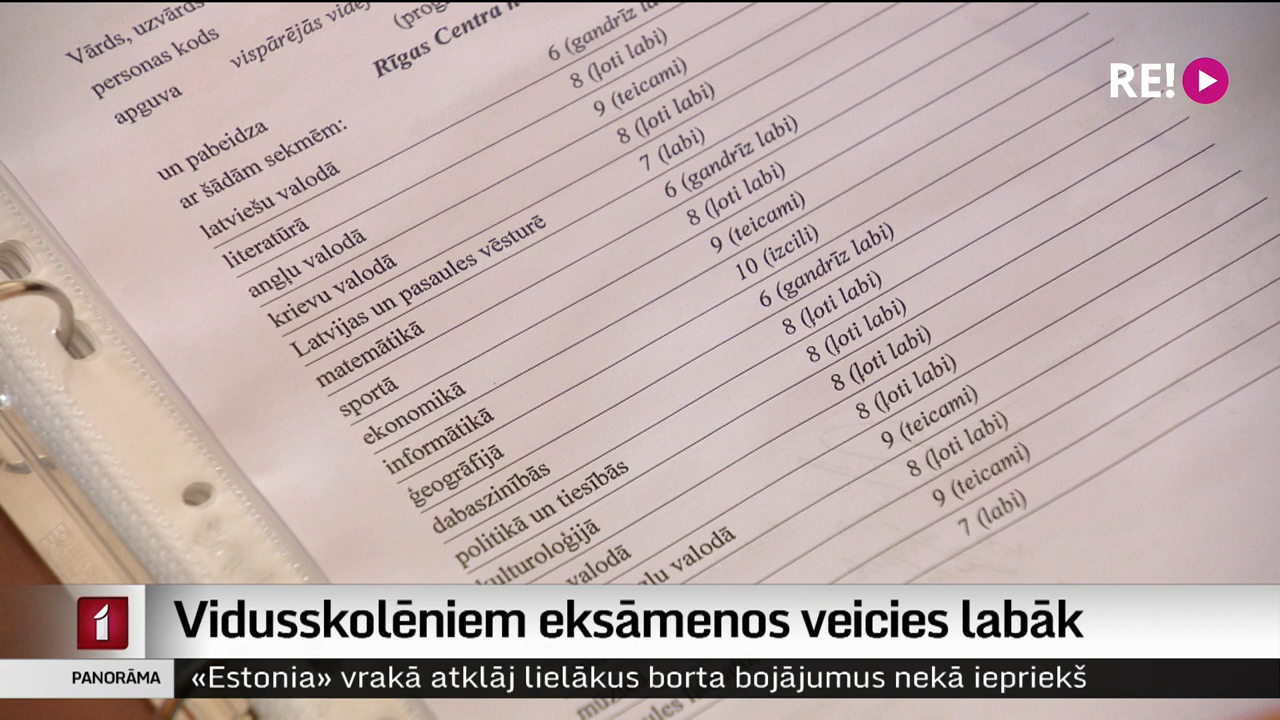 Vārds, uzvārds
personas kods
apguva
vispārējās
(prog
Rīgas Centra
un pabeidza
ar šādām sekmēm:
latviešu valodā 6 (gandrīz la
literatūrā 8 (ļoti labi)
angļu valodā 9 (teicami)
krievu valodā 8 (ļoti labi)
Latvijas un pasaules vēsturē 7 (labi)
matemātikā 6 (gandrīz labi)
sportā 8 (ļoti labi)
ekonomikā 9 (teicami)
informātikā 10 (izcili)
ģeogrāfijā 6 (gandrīz labi)
dabaszinības 8 (ļoti labi)
politikā un tiesības 8 (ļoti labi)
kulturoloģijā 8 (ļoti labi)
valodā 8 (ļoti labi)
ļu valodā 9 (teicami)
8 (ļoti labi)
9 (teicami)
7 (labi)
RE!
1 Vidusskolēniem eksāmenos veicies labāk
PANORĀMA «Estonia» vrakā atklāj lielākus borta bojājumus nekā iepriekš